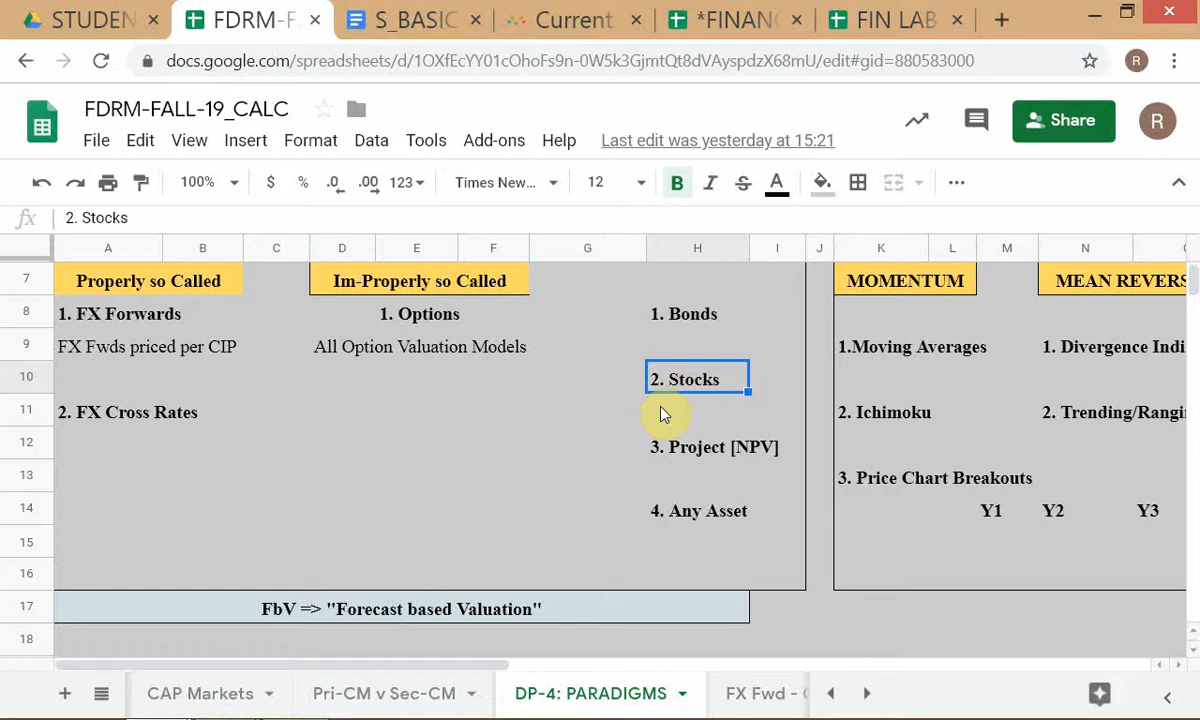 STUDEN
FDRM-F
S_BASIC
Current
*FINANC
FIN LAB
docs.google.com/spreadsheets/d/1OXfEcYY01cOhoFs9n-0W5k3GjmtQt8dVAyspdzX68mU/edit#gid=880583000
R
FDRM-FALL-19_CALC
Share
R
File Edit View Insert Format Data Tools Add-ons Help Last edit was yesterday at 15:21
100% $ % .0 .00 123 Times New... 12 B I S A
fx 2. Stocks
A B C D E F G H I J K L M N
7 Properly so Called Im-Properly so Called MOMENTUM MEAN REVERS
8 1. FX Forwards 1. Options 1. Bonds
9 FX Fwds priced per CIP All Option Valuation Models 1.Moving Averages 1. Divergence Indi
10 2. Stocks
11 2. FX Cross Rates 2. Ichimoku 2. Trending/Rangi
12 3. Project [NPV]
13 3. Price Chart Breakouts
14 4. Any Asset Y1 Y2 Y3
15
16
17 FbV => "Forecast based Valuation"
18
CAP Markets Pri-CM v Sec-CM DP-4: PARADIGMS FX Fwd -